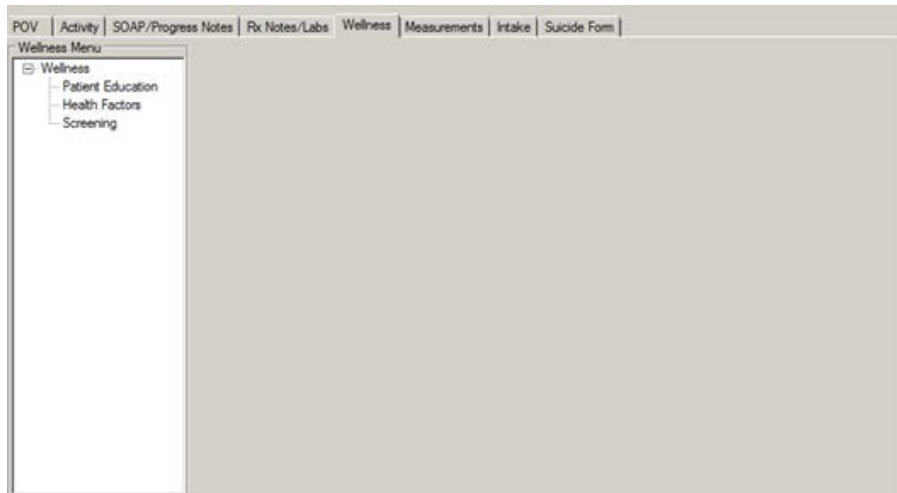 POV Activity SOAP/Progress Notes Rx Notes/Labs Wellness Measurements Intake Suicide Form
Wellness Menu
Wellness
Patient Education
Health Factors
Screening